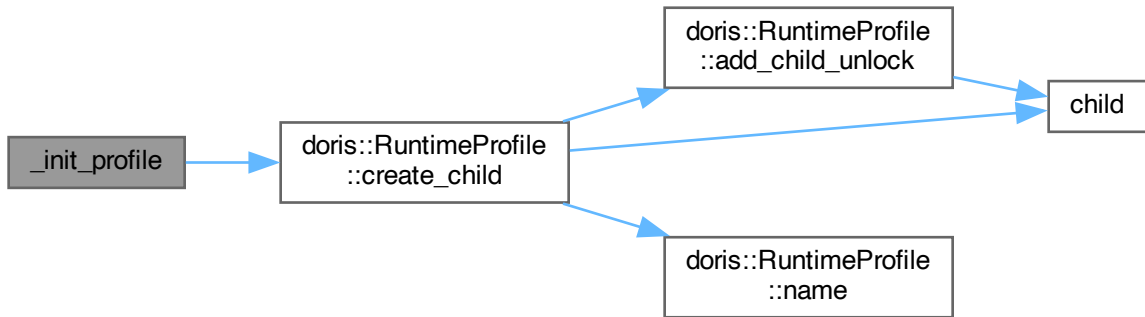 _init_profile
doris::RuntimeProfile
::create_child
doris::RuntimeProfile
::add_child_unlock
child
doris::RuntimeProfile
::name